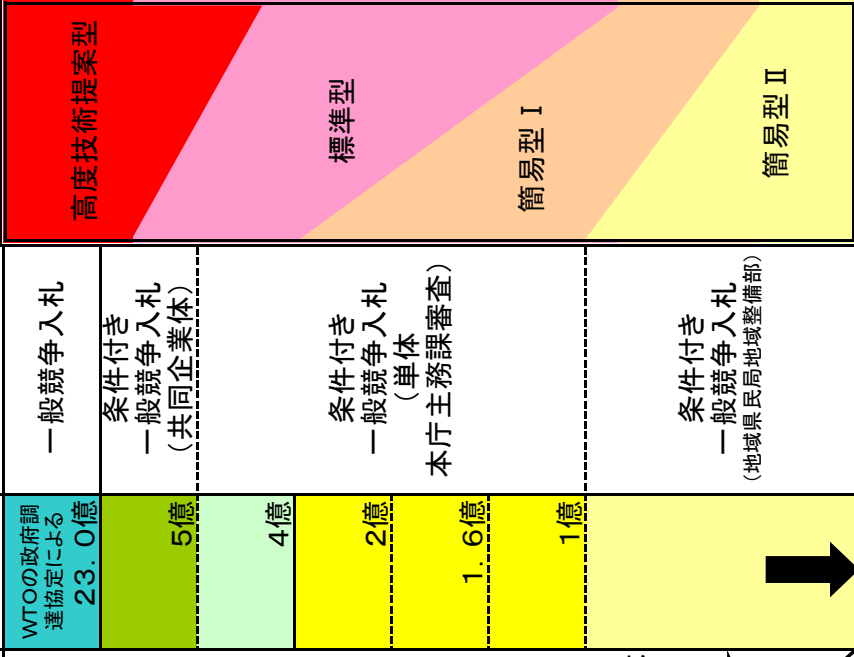 高度技術提案型
標準型
簡易型Ⅰ
簡易型Ⅱ
一般競争入札
条件付き
一般競争入札
（共同企業体）
条件付き
一般競争入札
（単体）
本庁主務課審査）
条件付き
一般競争入札
（地域県民局地域整備部）
WTOの政府調
達協定による
23．0億
5億
4億
2億
1．6億
1億